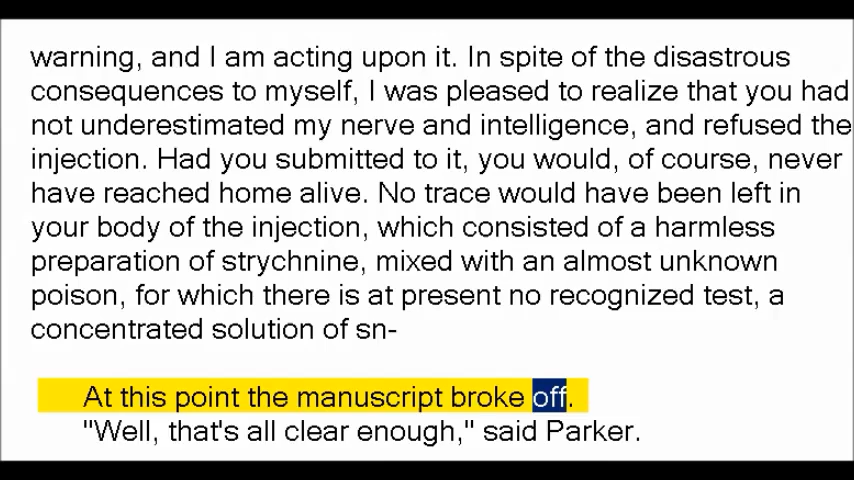 warning, and I am acting upon it. In spite of the disastrous
consequences to myself, I was pleased to realize that you had
not underestimated my nerve and intelligence, and refused the
injection. Had you submitted to it, you would, of course, never
have reached home alive. No trace would have been left in
your body of the injection, which consisted of a harmless
preparation of strychnine, mixed with an almost unknown
poison, for which there is at present no recognized test, a
concentrated solution of sn-
At this point the manuscript broke off.
"Well, that's all clear enough," said Parker.